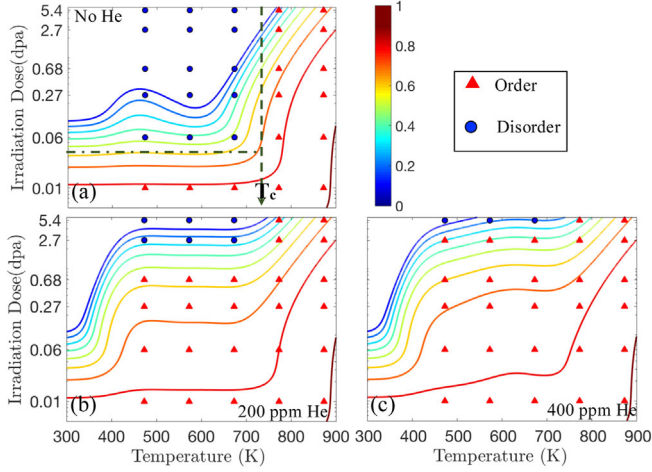 No He
5.4
2.7
0.68
0.27
0.06
0.01
Irradiation Dose(dpa)
(a)
Tc
1
0.8
0.6
0.4
0.2
0
Order
Disorder
5.4
2.7
0.68
0.27
0.06
0.01
Irradiation Dose(dpa)
(b)
200 ppm He
300 400 500 600 700 800 900
Temperature (K)
(c)
400 ppm He
300 400 500 600 700 800 900
Temperature (K)